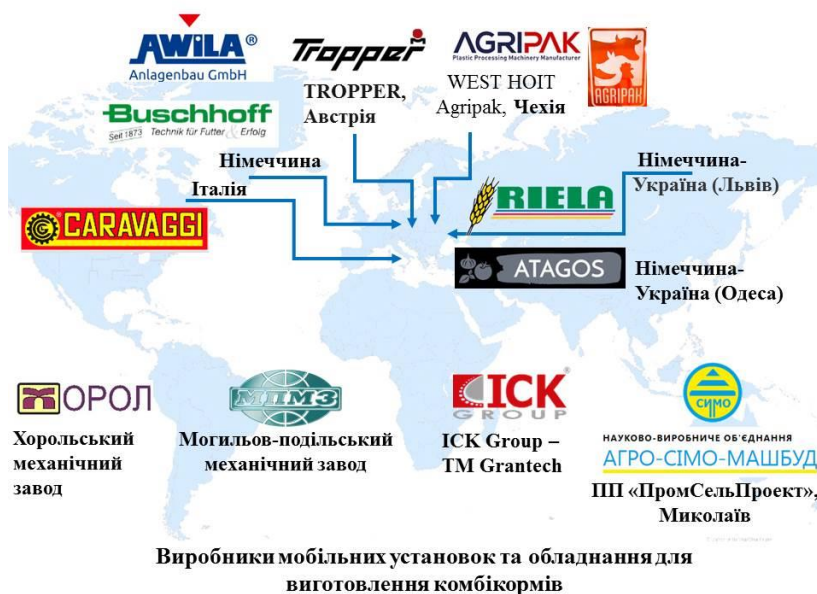 AWILA®
Anlagenbau GmbH
Tropper
AGRIPAK
Plastic Processing Machinery Manufacturer
AGRIPAK
TROPPER,
Австрія
WEST HOIT
Agripak, Чехія
Buschhoff
Seit 1873 Technik für Futter & Erfolg
Німеччина
Італія
Німеччина-
Україна (Львів)
CARAVAGGI
RIELA
ATAGOS
Німеччина-
Україна (Одеса)
ХОРОЛ
МПМЗ
ICK
GROUP
СИМО
НАУКОВО-ВИРОБНИЧЕ ОБ'ЄДНАННЯ
АГРО-СІМО-МАШБУД
Хорольський
механічний
завод
Могильов-подільський
механічний завод
ICK Group –
TM Grantech
ПП «ПромСельПроект»,
Миколаїв
Виробники мобільних установок та обладнання для
виготовлення комбікормів